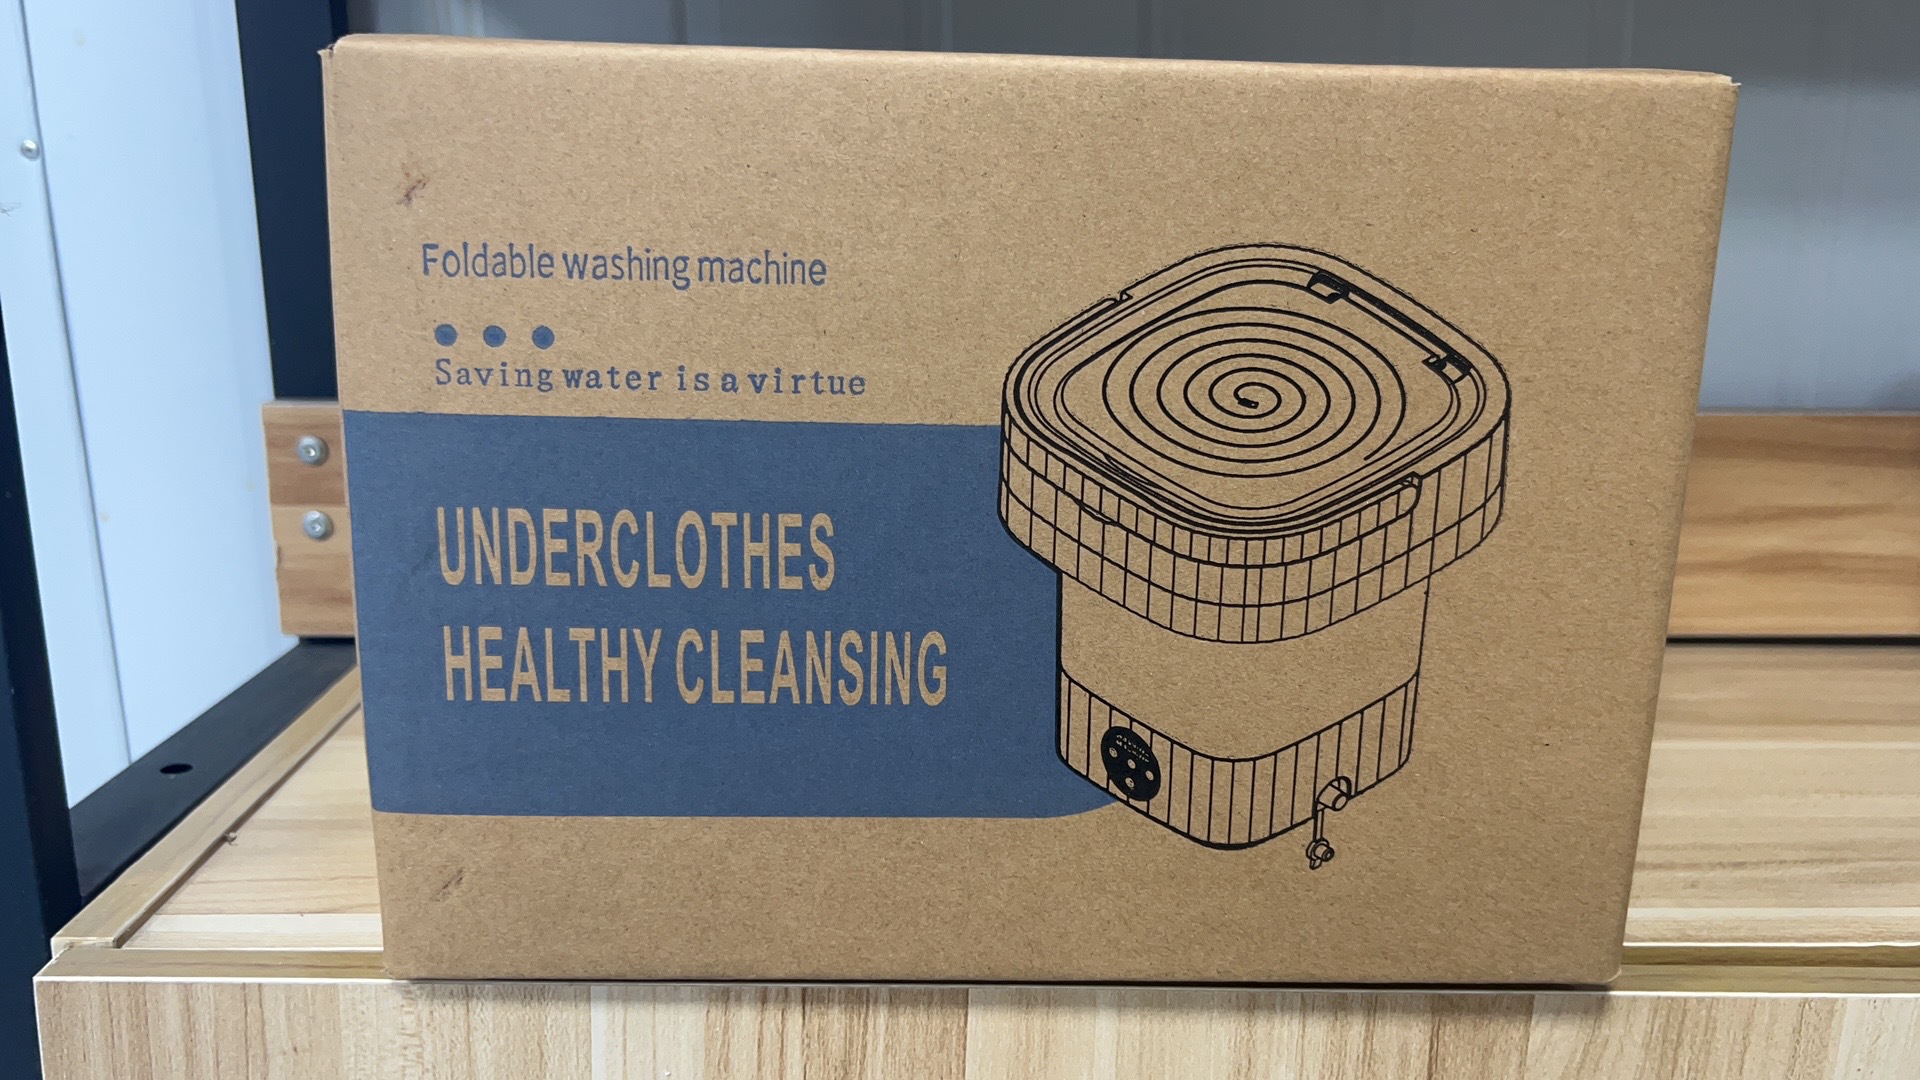 Foldable washing machine
Saving water is a virtue
UNDERCLOTHES
HEALTHY CLEANSING